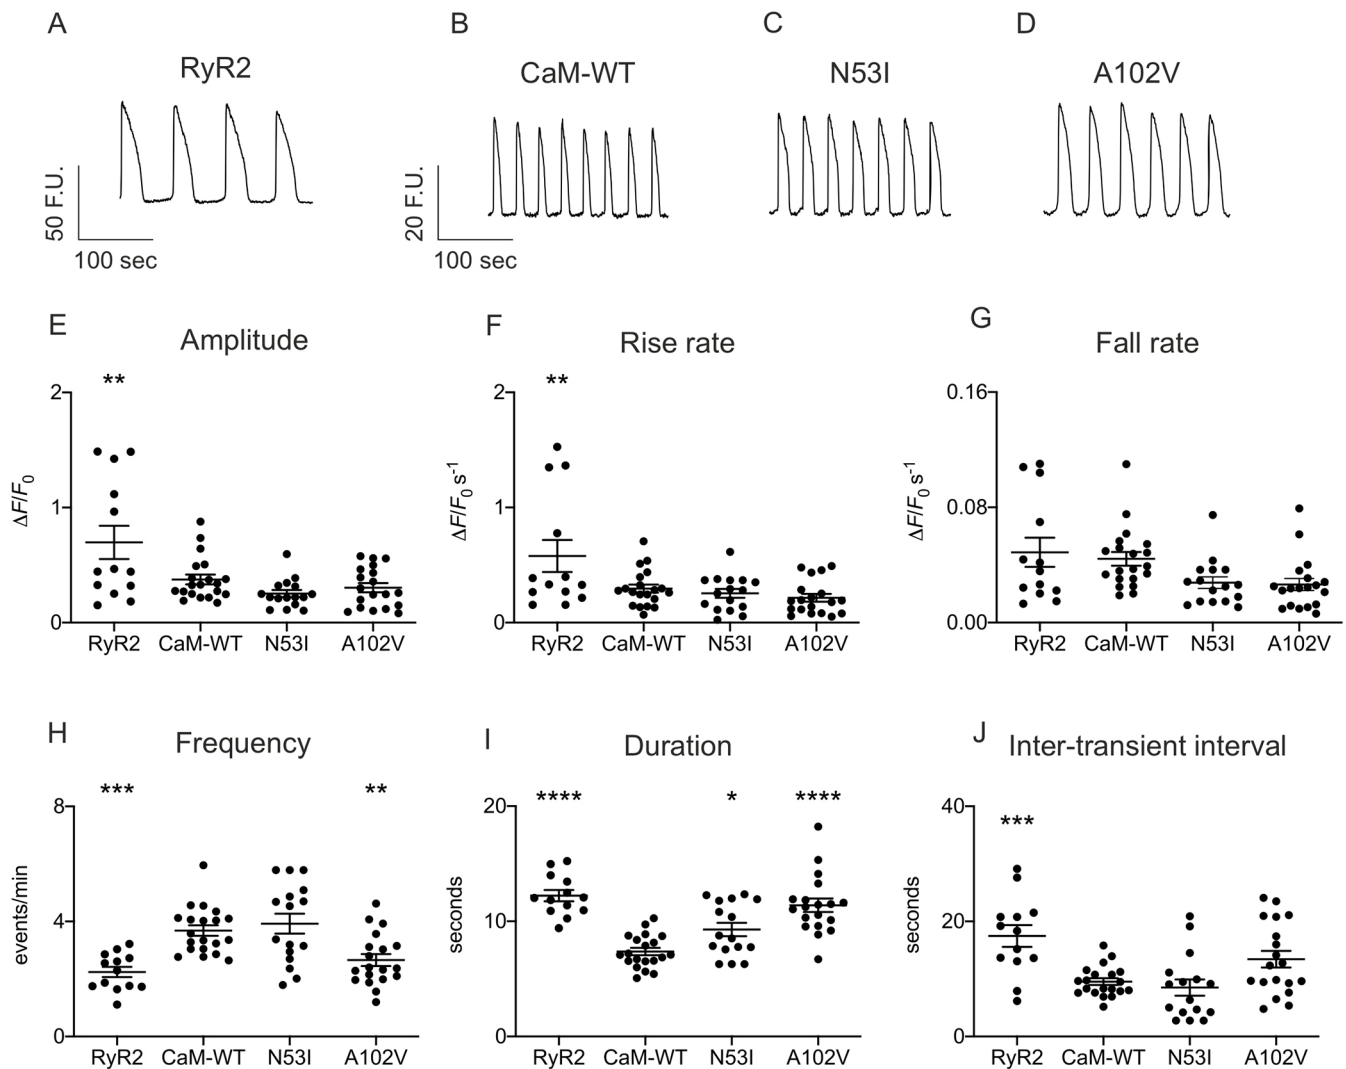 A B C D
RyR2 CaM-WT N53I A102V
50 F.U. 20 F.U.
100 sec 100 sec
E F G
Amplitude Rise rate Fall rate
** **
2 2 0.16
ΔF/F0 ΔF/F0 s-1 ΔF/F0 s-1
1 1 0.08
0 0 0.00
RyR2 CaM-WT N53I A102V RyR2 CaM-WT N53I A102V RyR2 CaM-WT N53I A102V
H I J
Frequency Duration Inter-transient interval
*** ** **** * **** ***
8 20 40
events/min seconds seconds
4 10 20
0 0 0
RyR2 CaM-WT N53I A102V RyR2 CaM-WT N53I A102V RyR2 CaM-WT N53I A102V